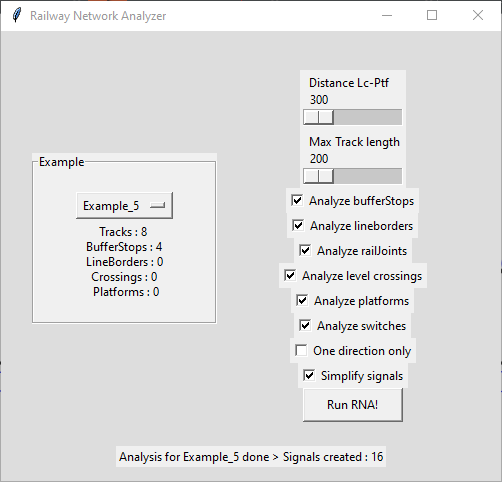 Railway Network Analyzer
Example
Example_5
Tracks : 8
BufferStops : 4
LineBorders : 0
Crossings : 0
Platforms : 0
Distance Lc-Ptf
300
Max Track length
200
Analyze bufferStops
Analyze lineborders
Analyze railJoints
Analyze level crossings
Analyze platforms
Analyze switches
One direction only
Simplify signals
Run RNA!
Analysis for Example_5 done > Signals created : 16